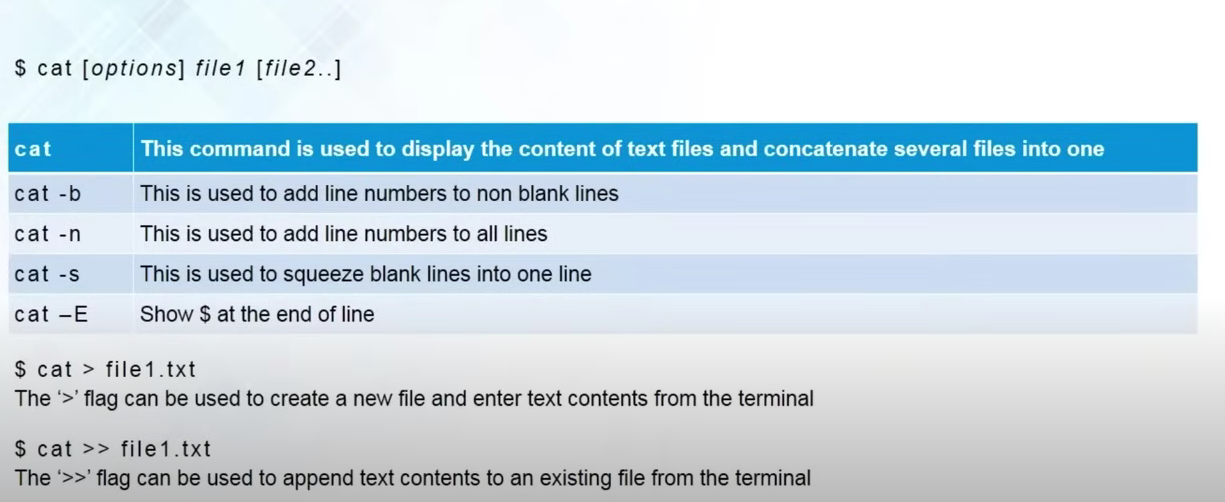 $ cat [options] file1 [file2..]
cat This command is used to display the content of text files and concatenate several files into one
cat -b This is used to add line numbers to non blank lines
cat -n This is used to add line numbers to all lines
cat -s This is used to squeeze blank lines into one line
cat –E Show $ at the end of line
$ cat > file1.txt
The ‘>’ flag can be used to create a new file and enter text contents from the terminal
$ cat >> file1.txt
The ‘>>’ flag can be used to append text contents to an existing file from the terminal